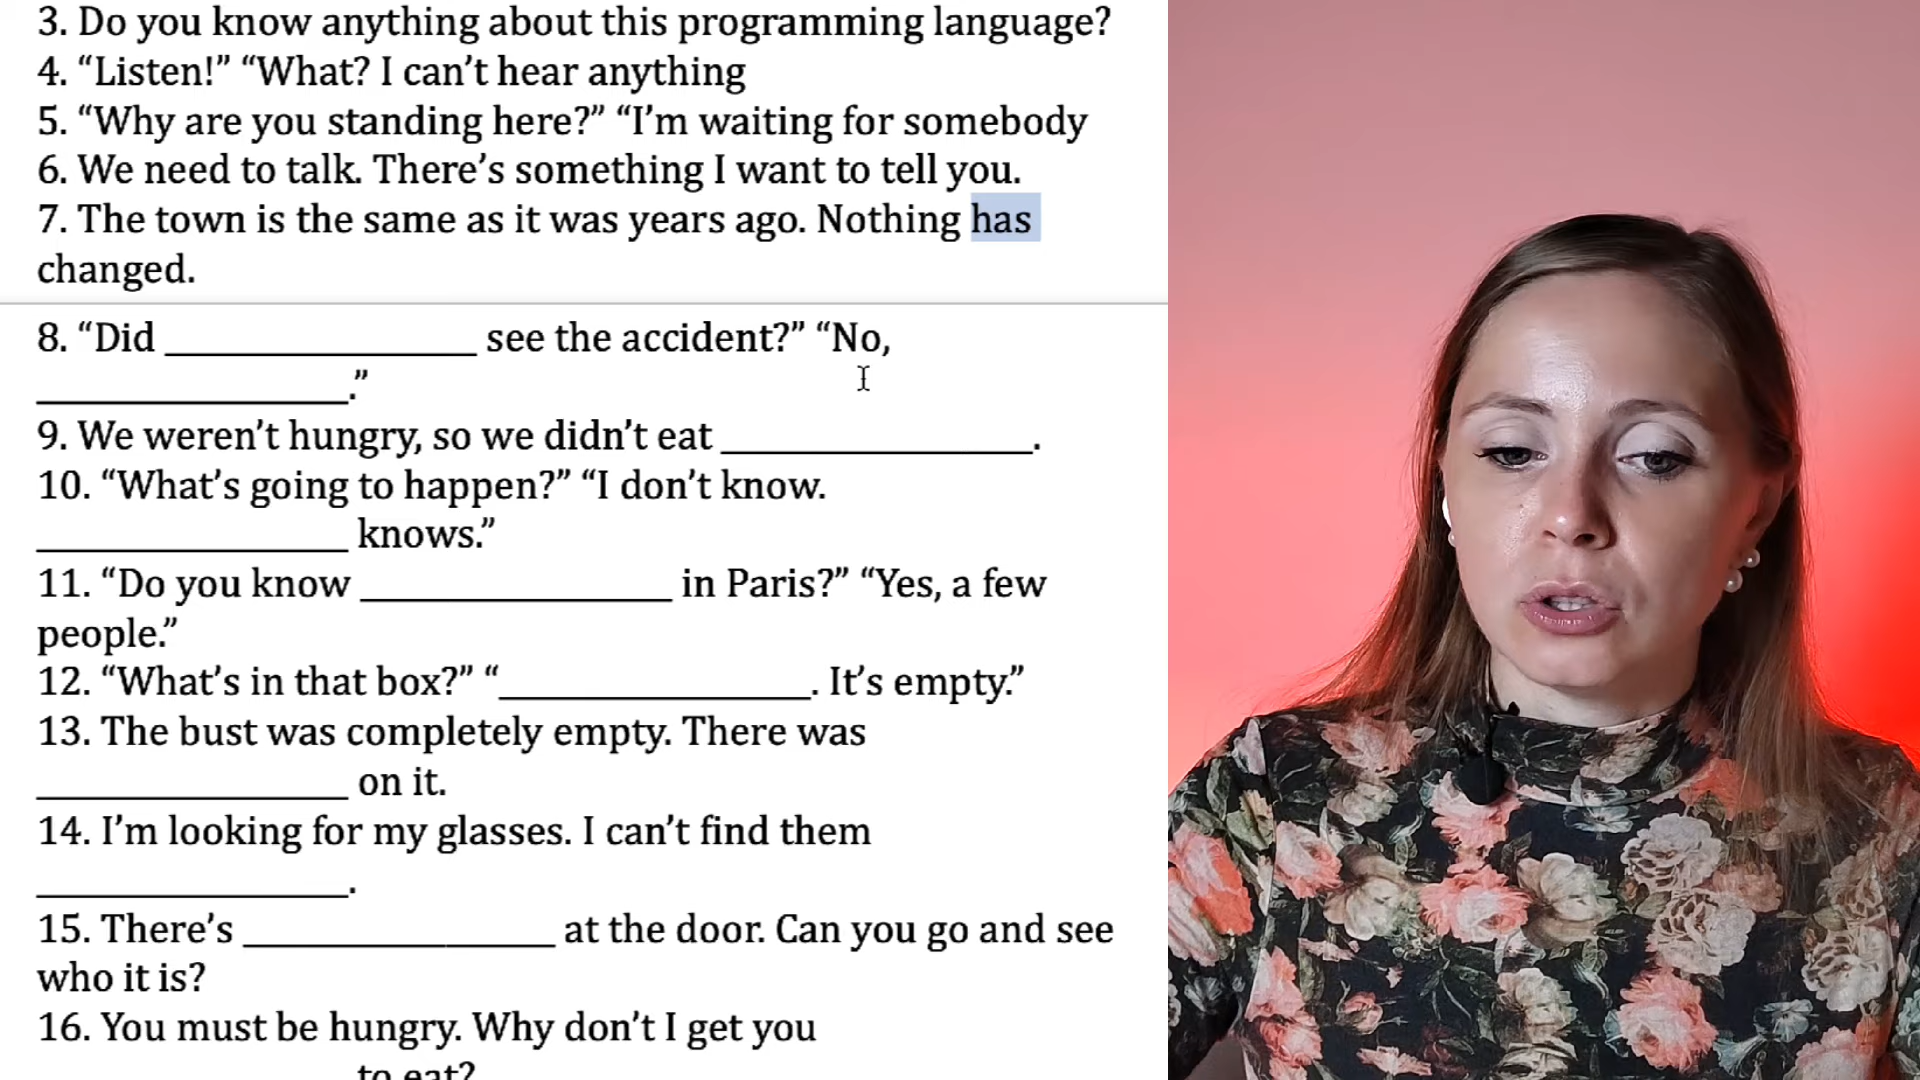 3. Do you know anything about this programming language?
4. “Listen!” “What? I can’t hear anything
5. “Why are you standing here?” “I’m waiting for somebody
6. We need to talk. There’s something I want to tell you.
7. The town is the same as it was years ago. Nothing has
changed.
8. “Did ________________ see the accident?” “No,
________________.”
9. We weren’t hungry, so we didn’t eat ________________.
10. “What’s going to happen?” “I don’t know.
________________ knows.”
11. “Do you know ________________ in Paris?” “Yes, a few
people.”
12. “What’s in that box?” “________________. It’s empty.”
13. The bust was completely empty. There was
________________ on it.
14. I’m looking for my glasses. I can’t find them
________________.
15. There’s ________________ at the door. Can you go and see
who it is?
16. You must be hungry. Why don’t I get you
to eat?